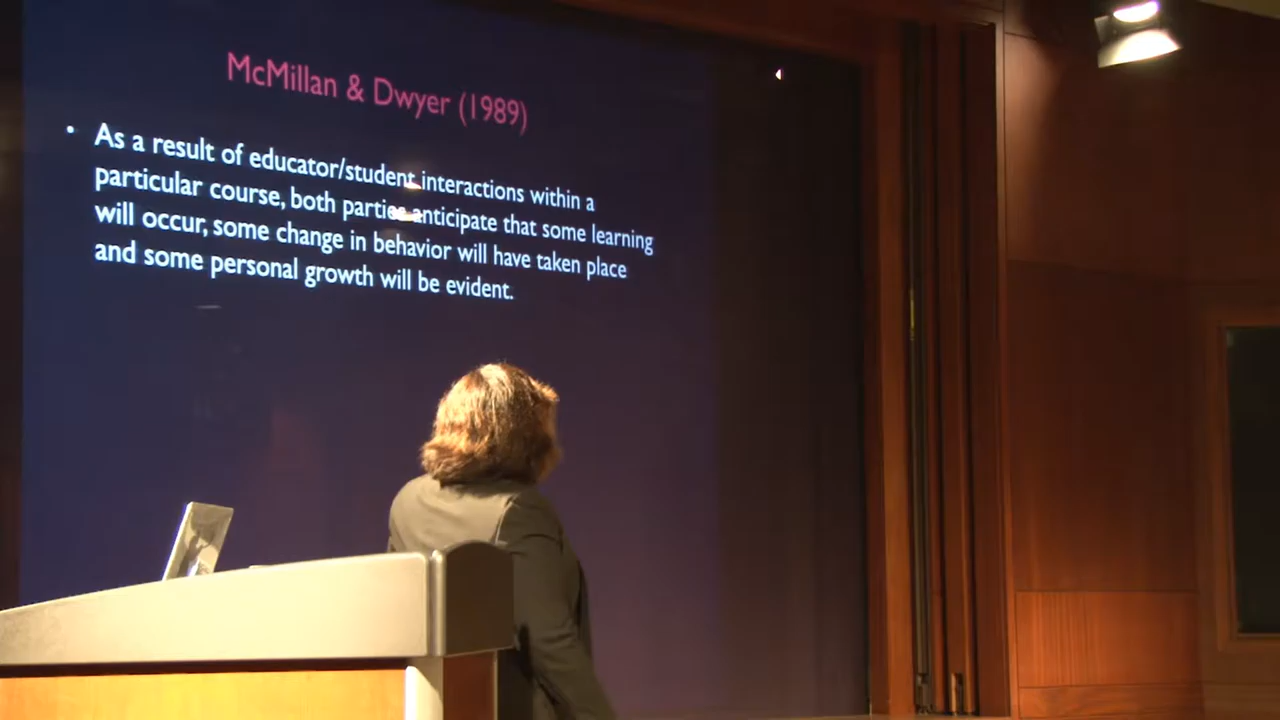 McMillan & Dwyer (1989)
• As a result of educator/student interactions within a
particular course, both parties anticipate that some learning
will occur, some change in behavior will have taken place
and some personal growth will be evident.